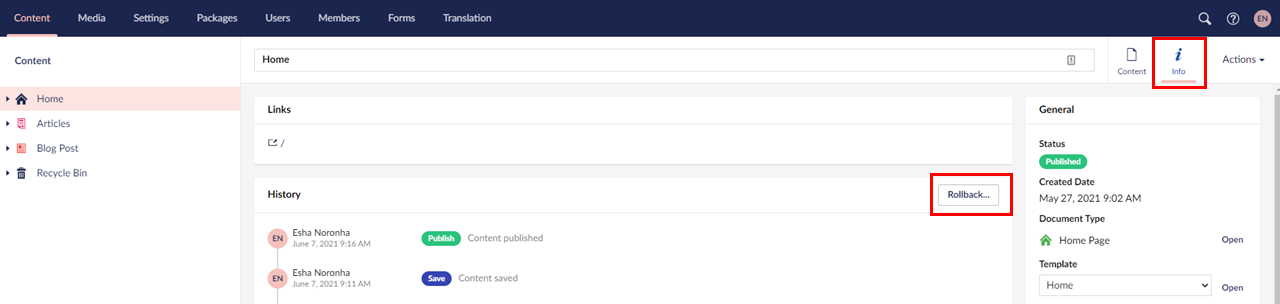 Content Media Settings Packages Users Members Forms Translation EN
Content
Home
Articles
Blog Post
Recycle Bin
Home
Content
Info
Actions
Links
/
History
Rollback...
EN
Esha Noronha
June 7, 2021 9:16 AM
Publish Content published
EN
Esha Noronha
June 7, 2021 9:11 AM
Save Content saved
General
Status
Published
Created Date
May 27, 2021 9:02 AM
Document Type
Home Page Open
Template
Home Open